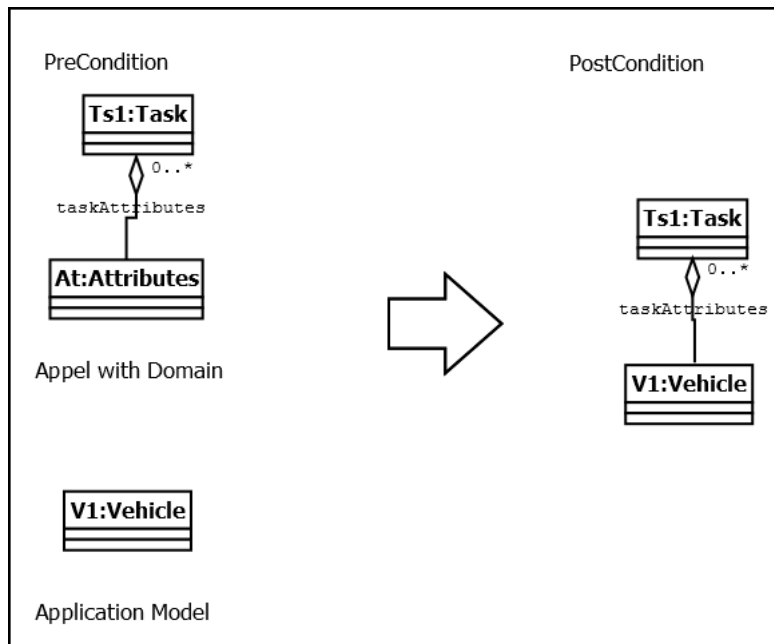 PreCondition
Ts1:Task
0..*
taskAttributes
At:Attributes
Appel with Domain
V1:Vehicle
Application Model
PostCondition
Ts1:Task
0..*
taskAttributes
V1:Vehicle